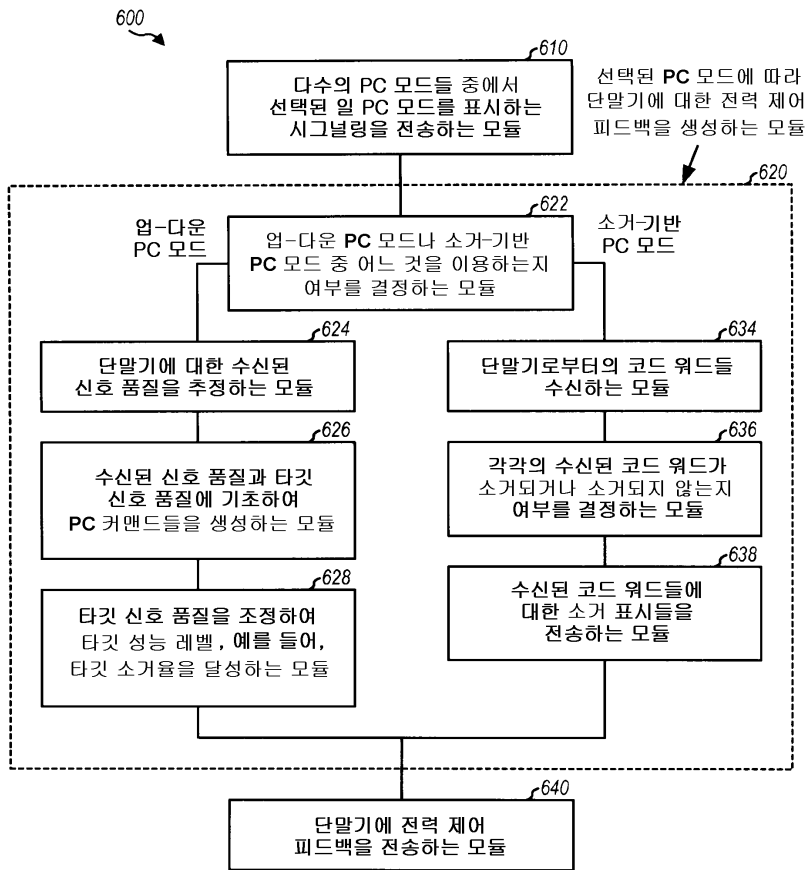 600
610
다수의 PC 모드들 중에서
선택된 일 PC 모드를 표시하는
시그널링을 전송하는 모듈
선택된 PC 모드에 따라
단말기에 대한 전력 제어
피드백을 생성하는 모듈
620
업-다운
PC 모드
622
업-다운 PC 모드나 소거-기반
PC 모드 중 어느 것을 이용하는지
여부를 결정하는 모듈
소거-기반
PC 모드
624
단말기에 대한 수신된
신호 품질을 추정하는 모듈
626
수신된 신호 품질과 타깃
신호 품질에 기초하여
PC 커맨드들을 생성하는 모듈
628
타깃 신호 품질을 조정하여
타깃 성능 레벨, 예를 들어,
타깃 소거율을 달성하는 모듈
634
단말기로부터의 코드 워드들
수신하는 모듈
636
각각의 수신된 코드 워드가
소거되거나 소거되지 않는지
여부를 결정하는 모듈
638
수신된 코드 워드들에
대한 소거 표시들을
전송하는 모듈
640
단말기에 전력 제어
피드백을 전송하는 모듈